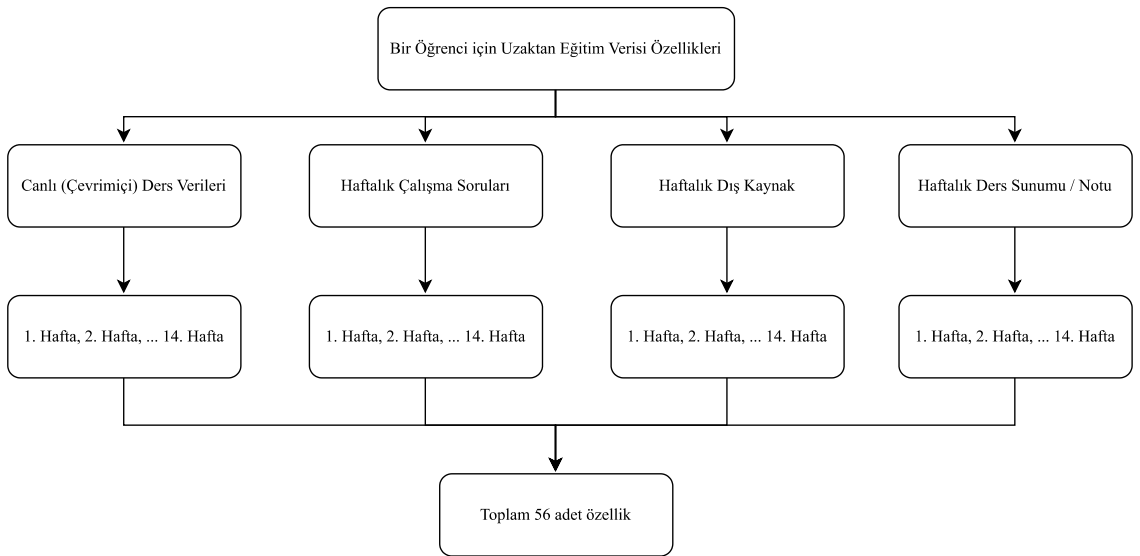 Bir Öğrenci için Uzaktan Eğitim Verisi Özellikleri
Canlı (Çevrimiçi) Ders Verileri
Haftalık Çalışma Soruları
Haftalık Dış Kaynak
Haftalık Ders Sunumu / Notu
1. Hafta, 2. Hafta, ... 14. Hafta
1. Hafta, 2. Hafta, ... 14. Hafta
1. Hafta, 2. Hafta, ... 14. Hafta
1. Hafta, 2. Hafta, ... 14. Hafta
Toplam 56 adet özellik